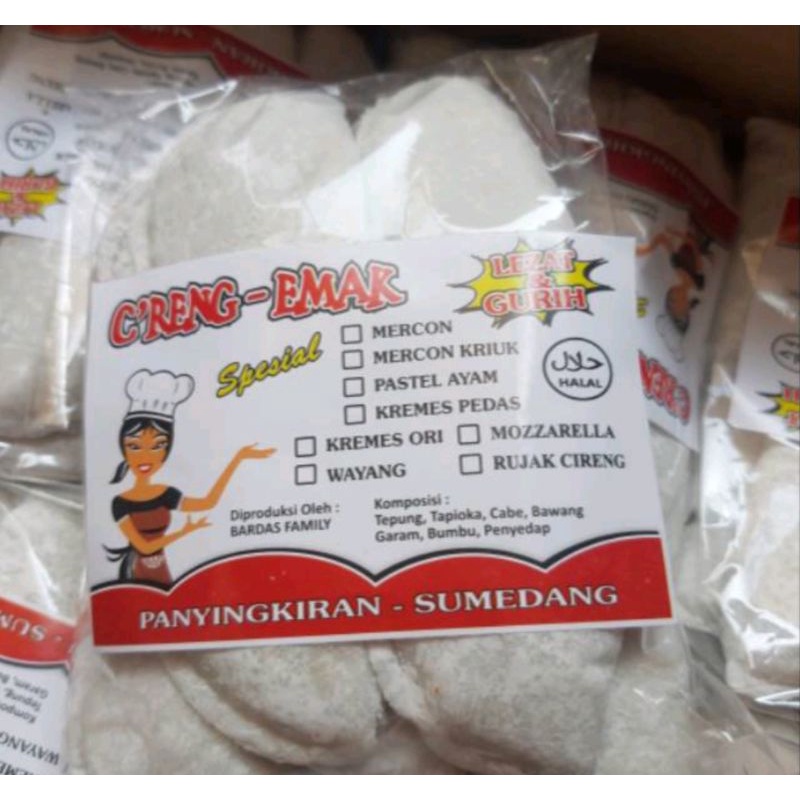 C'RENG - EMAK
LEZAT
&
GURIH
Spesial
MERCON
MERCON KRIUK
PASTEL AYAM
KREMES PEDAS
KREMES ORI
MOZZARELLA
WAYANG
RUJAK CIRENG
حلال
HALAL
Diproduksi Oleh :
BARDAS FAMILY
Komposisi :
Tepung, Tapioka, Cabe, Bawang
Garam, Bumbu, Penyedap
PANYINGKIRAN - SUMEDANG